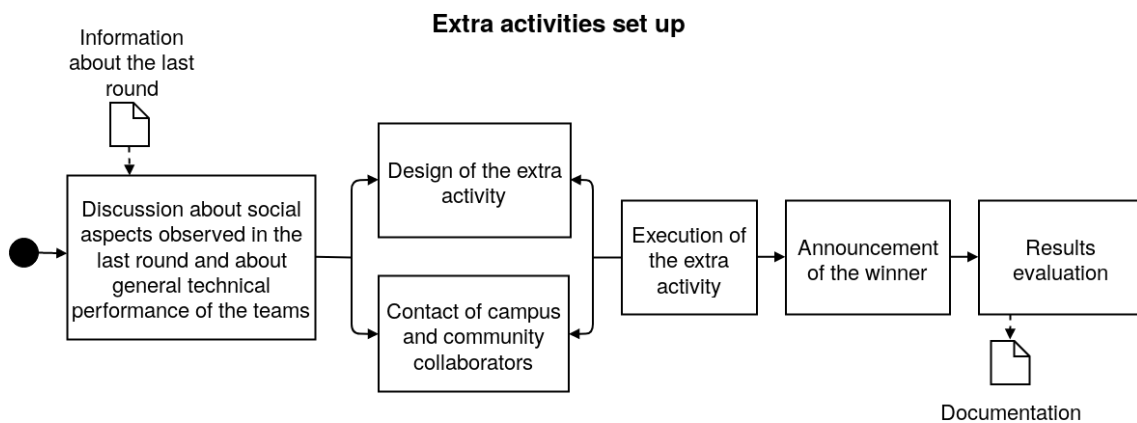 Extra activities set up
Information
about the last
round
Discussion about social
aspects observed in the
last round and about
general technical
performance of the teams
Design of the extra
activity
Contact of campus
and community
collaborators
Execution of
the extra
activity
Announcement
of the winner
Results
evaluation
Documentation